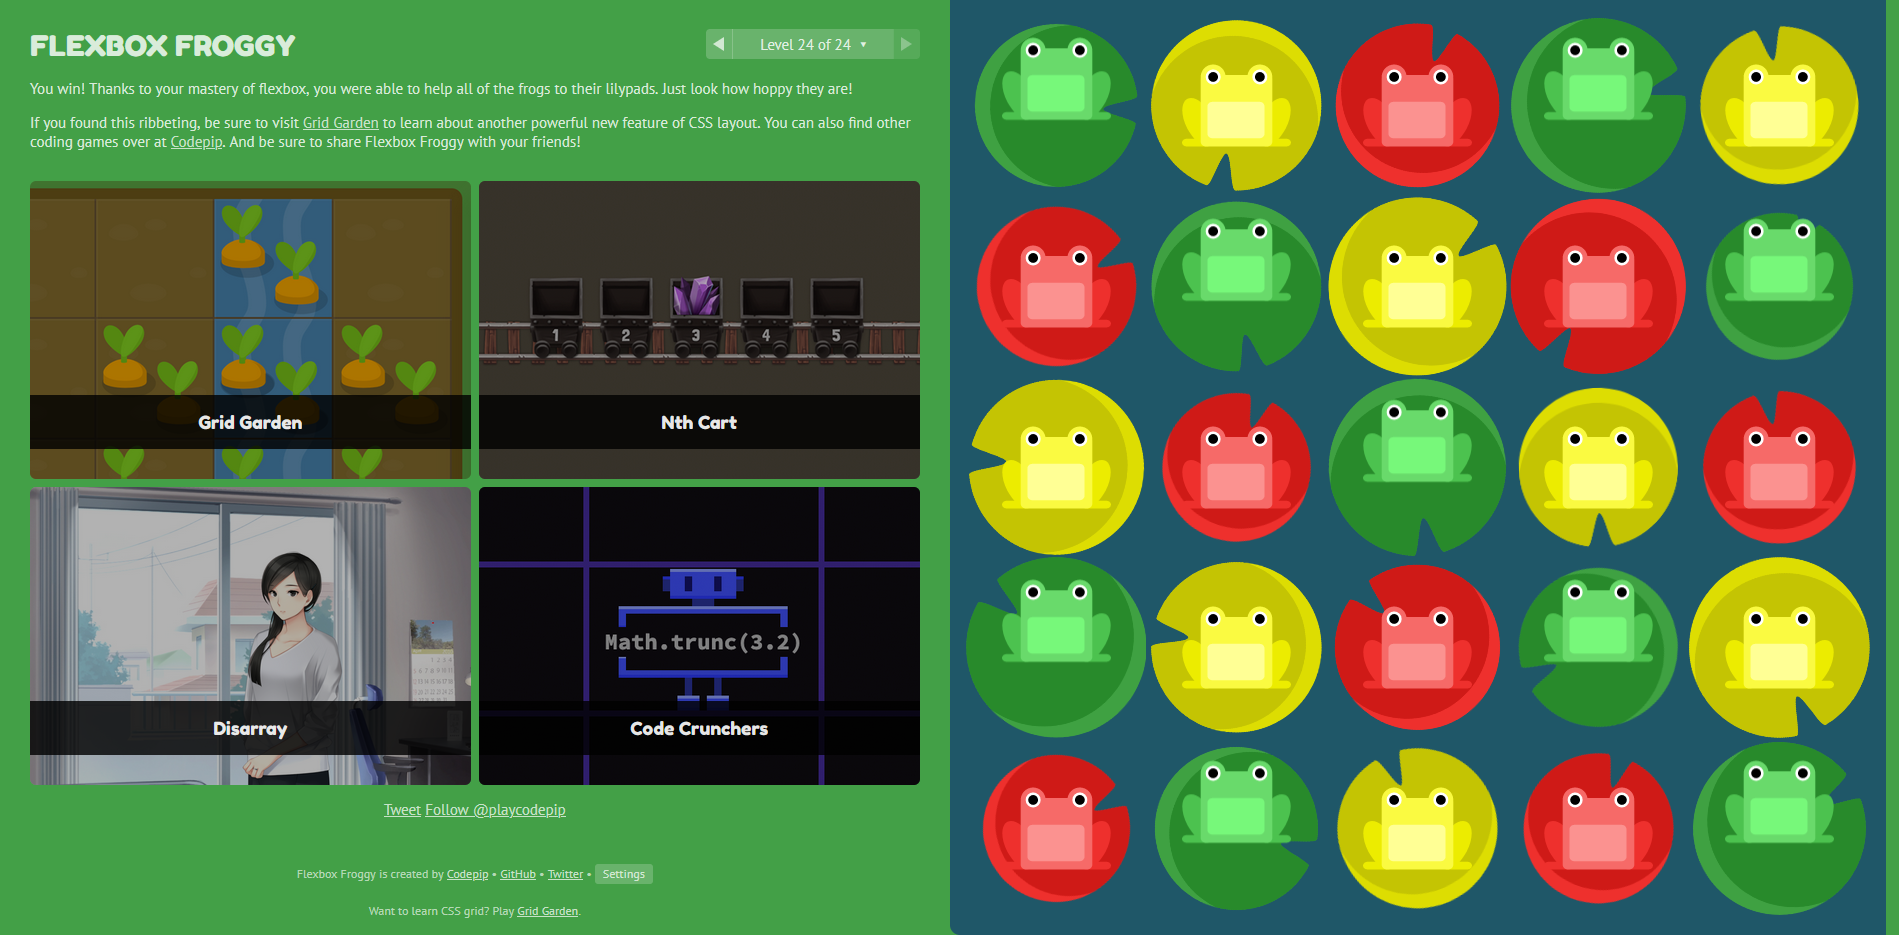 FLEXBOX FROGGY
Level 24 of 24
You win! Thanks to your mastery of flexbox, you were able to help all of the frogs to their lilypads. Just look how hoppy they are!
If you found this ribbeting, be sure to visit Grid Garden to learn about another powerful new feature of CSS layout. You can also find other
coding games over at Codepip. And be sure to share Flexbox Froggy with your friends!
1 2 3 4 5
Grid Garden
Nth Cart
Math.trunc(3.2)
Disarray
Code Crunchers
Tweet Follow @playcodepip
Flexbox Froggy is created by Codepip • GitHub • Twitter • Settings
Want to learn CSS grid? Play Grid Garden.